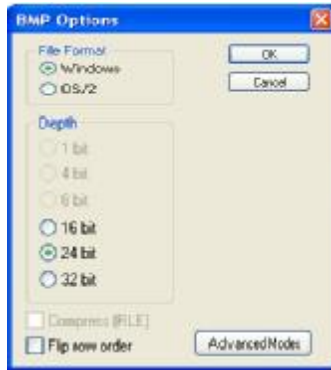 BMP Options
File Format
Windows
OS/2
OK
Cancel
Depth
1 bit
4 bit
8 bit
16 bit
24 bit
32 bit
Compress (RLE)
Flip row order
Advanced Modes